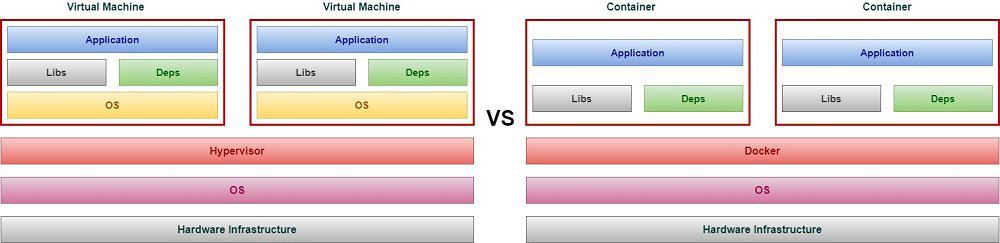 Virtual Machine Virtual Machine Container Container
Application Application Application Application
Libs Deps Libs Deps Libs Deps Libs Deps
OS OS
VS
Hypervisor Docker
OS OS
Hardware Infrastructure Hardware Infrastructure